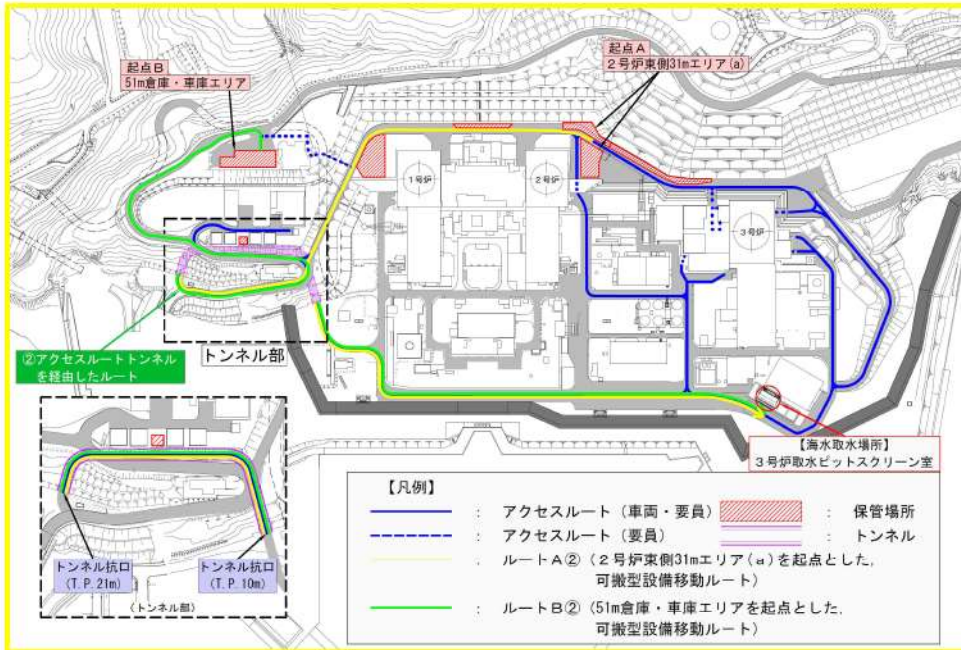 起点B
51m倉庫・車庫エリア
起点A
2号炉東側31mエリア(a)
1号炉
2号炉
3号炉
②アクセスルートトンネル
を経由したルート
トンネル部
【海水取水場所】
3号炉取水ピットスクリーン室
トンネル抗口
(T.P.21m)
トンネル抗口
(T.P.10m)
(トンネル部)
【凡例】
: アクセスルート(車両・要員)
: 保管場所
: アクセスルート(要員)
: トンネル
: ルートA②(2号炉東側31mエリア(a)を起点とした,
可搬型設備移動ルート)
: ルートB②(51m倉庫・車庫エリアを起点とした,
可搬型設備移動ルート)